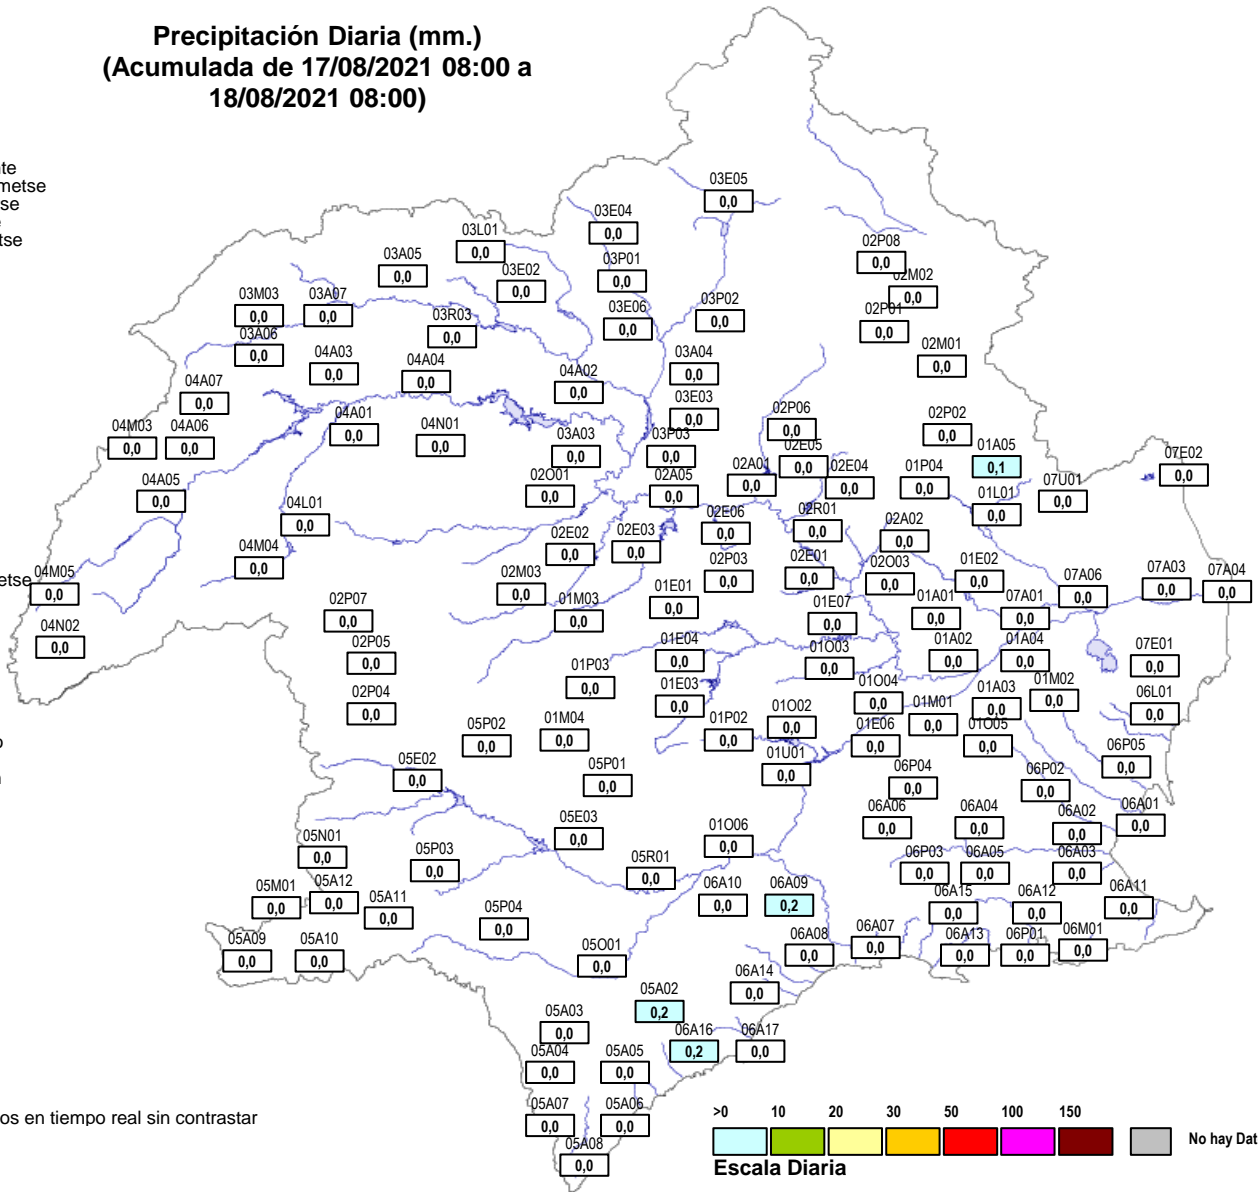 Precipitación Diaria (mm.)
(Acumulada de 17/08/2021 08:00 a
18/08/2021 08:00)
te
metse
se
tse
03E05
0,0
03E04
0,0
03L01
0,0
03A05
0,0
03P01
0,0
03E02
0,0
02P08
0,0
02M02
0,0
03M03
0,0
03A07
0,0
03R03
0,0
03E06
0,0
03P02
0,0
02P01
0,0
03A06
0,0
04A03
0,0
04A04
0,0
04A02
0,0
03A04
0,0
02M01
0,0
04A07
0,0
03E03
0,0
04M03
0,0
04A06
0,0
04A01
0,0
04N01
0,0
03A03
0,0
03P03
0,0
02P06
0,0
02P02
0,0
02E05
0,0
01A05
0,1
07E02
0,0
04A05
0,0
02O01
0,0
02A05
0,0
02A01
0,0
02E04
0,0
01P04
0,0
07U01
0,0
01L01
0,0
04L01
0,0
02E06
0,0
02R01
0,0
02A02
0,0
04M04
0,0
02E02
0,0
02E03
0,0
metse
04M05
0,0
02M03
0,0
02P03
0,0
02E01
0,0
02O03
0,0
01E02
0,0
07A06
0,0
07A03
0,0
07A04
0,0
02P07
0,0
01M03
0,0
01E01
0,0
01E07
0,0
01A01
0,0
07A01
0,0
04N02
0,0
02P05
0,0
01E04
0,0
01O03
0,0
01A02
0,0
01A04
0,0
07E01
0,0
01P03
0,0
01E03
0,0
01O04
0,0
01A03
0,0
01M02
0,0
06L01
0,0
02P04
0,0
01M01
0,0
05P02
0,0
01M04
0,0
01P02
0,0
01O02
0,0
01E06
0,0
01O05
0,0
05E02
0,0
05P01
0,0
01U01
0,0
06P04
0,0
06P02
0,0
06P05
0,0
05E03
0,0
01O06
0,0
06A06
0,0
06A04
0,0
06A02
0,0
06A01
0,0
05N01
0,0
05P03
0,0
05R01
0,0
06P03
0,0
06A05
0,0
06A03
0,0
05M01
0,0
05A12
0,0
05A11
0,0
06A10
0,0
06A09
0,2
06A15
0,0
06A12
0,0
06A11
0,0
05P04
0,0
05A09
0,0
05A10
0,0
05O01
0,0
06A08
0,0
06A07
0,0
06A13
0,0
06P01
0,0
06M01
0,0
06A14
0,0
05A02
0,2
05A03
0,0
06A16
0,2
06A17
0,0
05A04
0,0
05A05
0,0
05A07
0,0
05A06
0,0
05A08
0,0
os en tiempo real sin contrastar
>0 10 20 30 50 100 150
No hay Dat
Escala Diaria